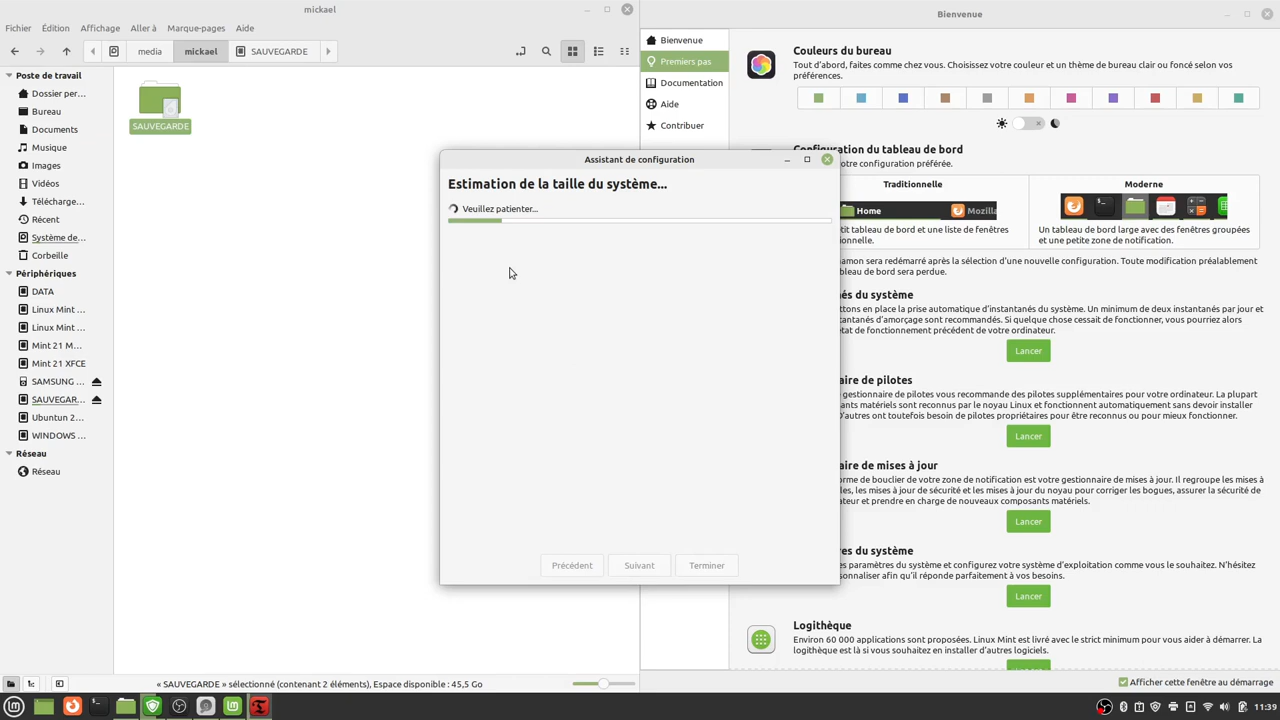 mickael
Fichier Édition Affichage Aller à Marque-pages Aide
media mickael SAUVEGARDE
Poste de travail
Dossier per...
Bureau
Documents
Musique
Images
Vidéos
Télécharge...
Récent
Système de...
Corbeille
Périphériques
DATA
Linux Mint ...
Linux Mint ...
Mint 21 M...
Mint 21 XFCE
SAMSUNG ...
SAUVEGAR...
Ubuntun 2...
WINDOWS ...
Réseau
Réseau
SAUVEGARDE
« SAUVEGARDE » sélectionné (contenant 2 éléments), Espace disponible : 45,5 Go
Assistant de configuration
Estimation de la taille du système...
Veuillez patienter...
Précédent Suivant Terminer
Bienvenue
Bienvenue
Premiers pas
Documentation
Aide
Contribuer
Couleurs du bureau
Tout d'abord, faites comme chez vous. Choisissez votre couleur et un thème de bureau clair ou foncé selon vos
préférences.
Configuration du tableau de bord
otre configuration préférée.
Traditionnelle Moderne
Home Mozilla
tit tableau de bord et une liste de fenêtres
ionnelle.
Un tableau de bord large avec des fenêtres groupées
et une petite zone de notification.
amon sera redémarré après la sélection d'une nouvelle configuration. Toute modification préalablement
bleau de bord sera perdue.
és du système
ttons en place la prise automatique d'instantanés du système. Un minimum de deux instantanés par jour et
stantanés d'amorçage sont recommandés. Si quelque chose cessait de fonctionner, vous pourriez alors
état de fonctionnement précédent de votre ordinateur.
Lancer
aire de pilotes
gestionnaire de pilotes vous recommande des pilotes supplémentaires pour votre ordinateur. La plupart
ants matériels sont reconnus par le noyau Linux et fonctionnent automatiquement sans devoir installer
D'autres ont toutefois besoin de pilotes propriétaires pour être reconnus ou pour mieux fonctionner.
Lancer
aire de mises à jour
orme de bouclier de votre zone de notification est votre gestionnaire de mises à jour. Il regroupe les mises à
les, les mises à jour de sécurité et les mises à jour du noyau pour corriger les bogues, assurer la sécurité de
ateur et prendre en charge de nouveaux composants matériels.
Lancer
res du système
s paramètres du système et configurez votre système d'exploitation comme vous le souhaitez. N'hésitez
sonnaliser afin qu'il réponde parfaitement à vos besoins.
Lancer
Logithèque
Environ 60 000 applications sont proposées. Linux Mint est livré avec le strict minimum pour vous aider à démarrer. La
logithèque est là si vous souhaitez en installer d'autres logiciels.
Afficher cette fenêtre au démarrage
11:39